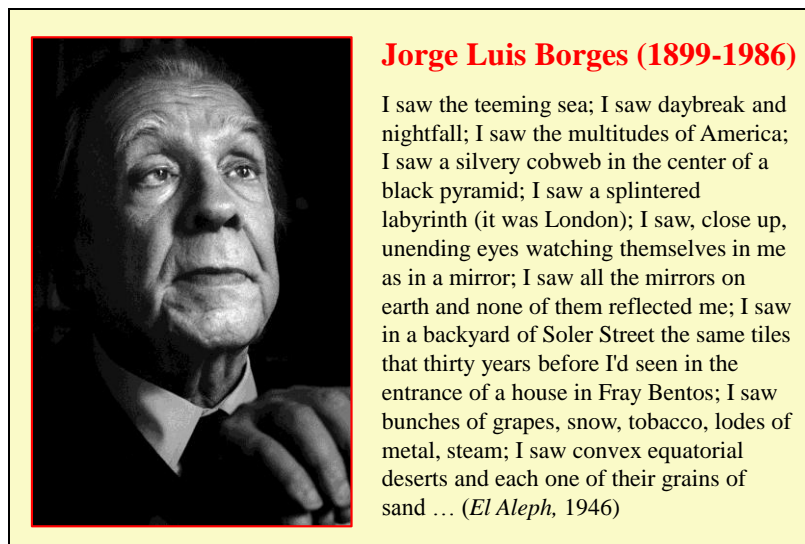 Jorge Luis Borges (1899-1986)
I saw the teeming sea; I saw daybreak and
nightfall; I saw the multitudes of America;
I saw a silvery cobweb in the center of a
black pyramid; I saw a splintered
labyrinth (it was London); I saw, close up,
unending eyes watching themselves in me
as in a mirror; I saw all the mirrors on
earth and none of them reflected me; I saw
in a backyard of Soler Street the same tiles
that thirty years before I'd seen in the
entrance of a house in Fray Bentos; I saw
bunches of grapes, snow, tobacco, lodes of
metal, steam; I saw convex equatorial
deserts and each one of their grains of
sand … (El Aleph, 1946)